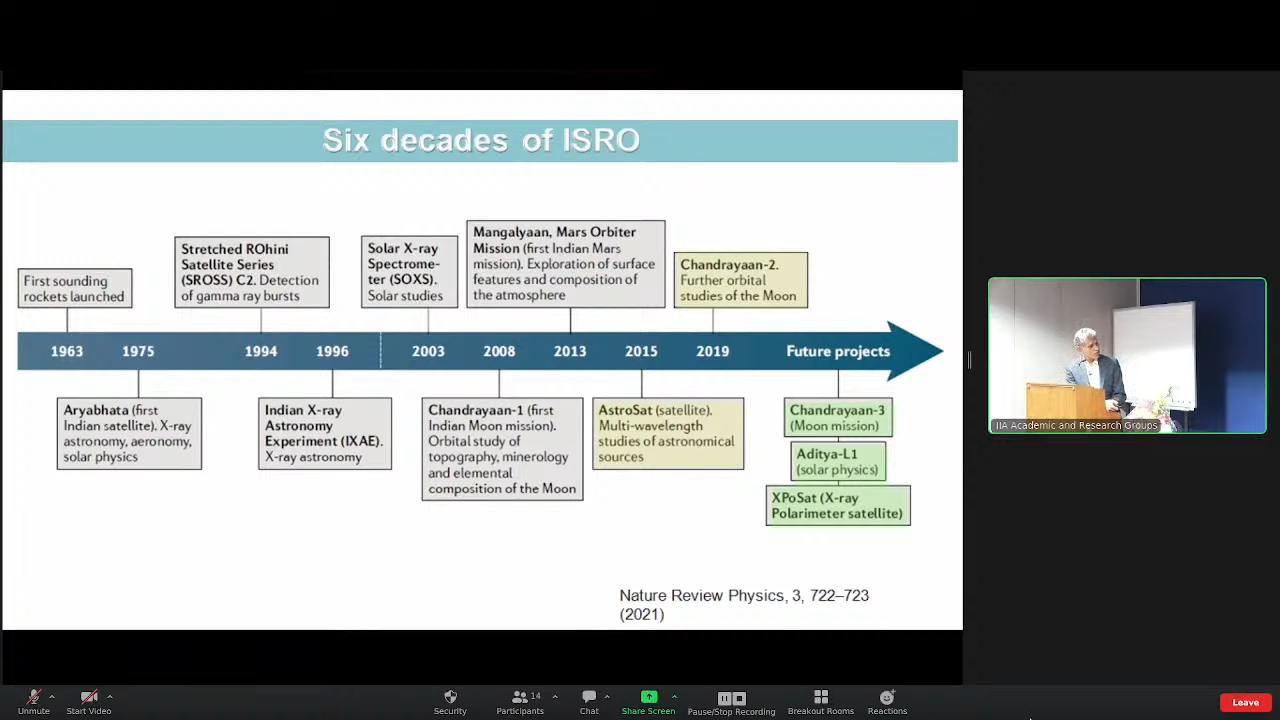 Six decades of ISRO
First sounding
rockets launched
Stretched ROhini
Satellite Series
(SROSS) C2. Detection
of gamma ray bursts
Solar X-ray
Spectrome-
ter (SOXS).
Solar studies
Mangalyaan, Mars Orbiter
Mission (first Indian Mars
mission). Exploration of surface
features and composition of
the atmosphere
Chandrayaan-2.
Further orbital
studies of the Moon
1963 1975 1994 1996 2003 2008 2013 2015 2019 Future projects
Aryabhata (first
Indian satellite). X-ray
astronomy, aeronomy,
solar physics
Indian X-ray
Astronomy
Experiment (IXAE).
X-ray astronomy
Chandrayaan-1 (first
Indian Moon mission).
Orbital study of
topography, minerology
and elemental
composition of the Moon
AstroSat (satellite).
Multi-wavelength
studies of astronomical
sources
Chandrayaan-3
(Moon mission)
Aditya-L1
(solar physics)
XPoSat (X-ray
Polarimeter satellite)
Nature Review Physics, 3, 722–723
(2021)
IIA Academic and Research Groups
Unmute Start Video Security Participants 14 Chat Share Screen Pause/Stop Recording Breakout Rooms Reactions Leave